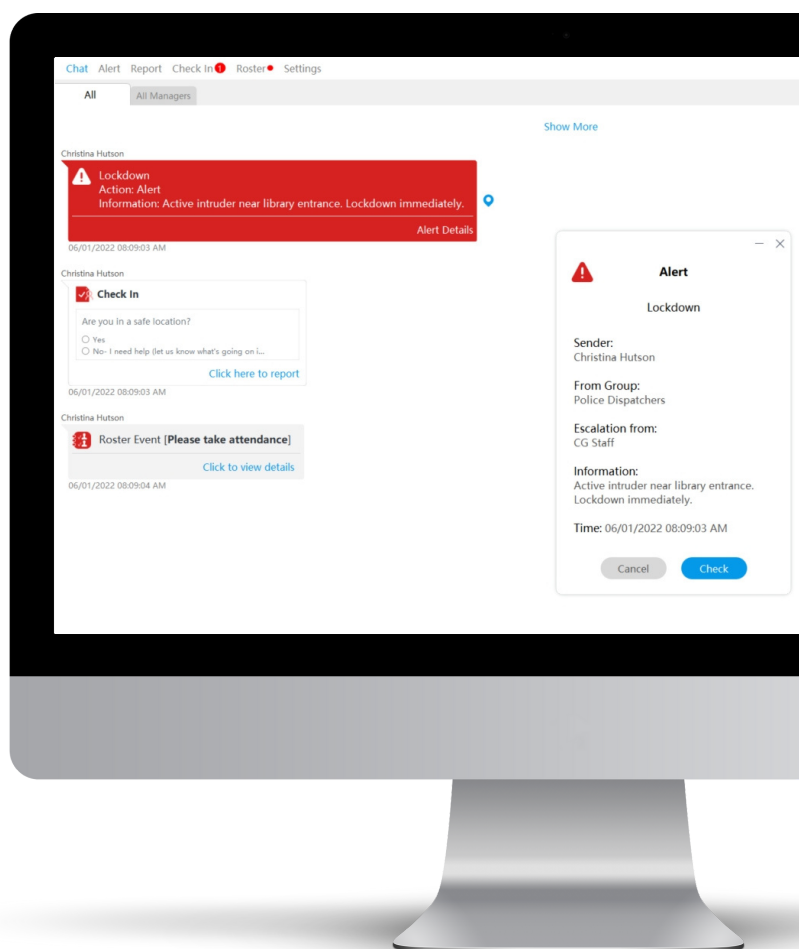 Chat Alert Report Check In 1 Roster Settings
All All Managers
Show More
Christina Hutson
Lockdown
Action: Alert
Information: Active intruder near library entrance. Lockdown immediately.
Alert Details
06/01/2022 08:09:03 AM
Christina Hutson
Check In
Are you in a safe location?
Yes
No- I need help (let us know what's going on i...
Click here to report
06/01/2022 08:09:03 AM
Christina Hutson
Roster Event [Please take attendance]
Click to view details
06/01/2022 08:09:04 AM
Alert
Lockdown
Sender:
Christina Hutson
From Group:
Police Dispatchers
Escalation from:
CG Staff
Information:
Active intruder near library entrance.
Lockdown immediately.
Time: 06/01/2022 08:09:03 AM
Cancel Check